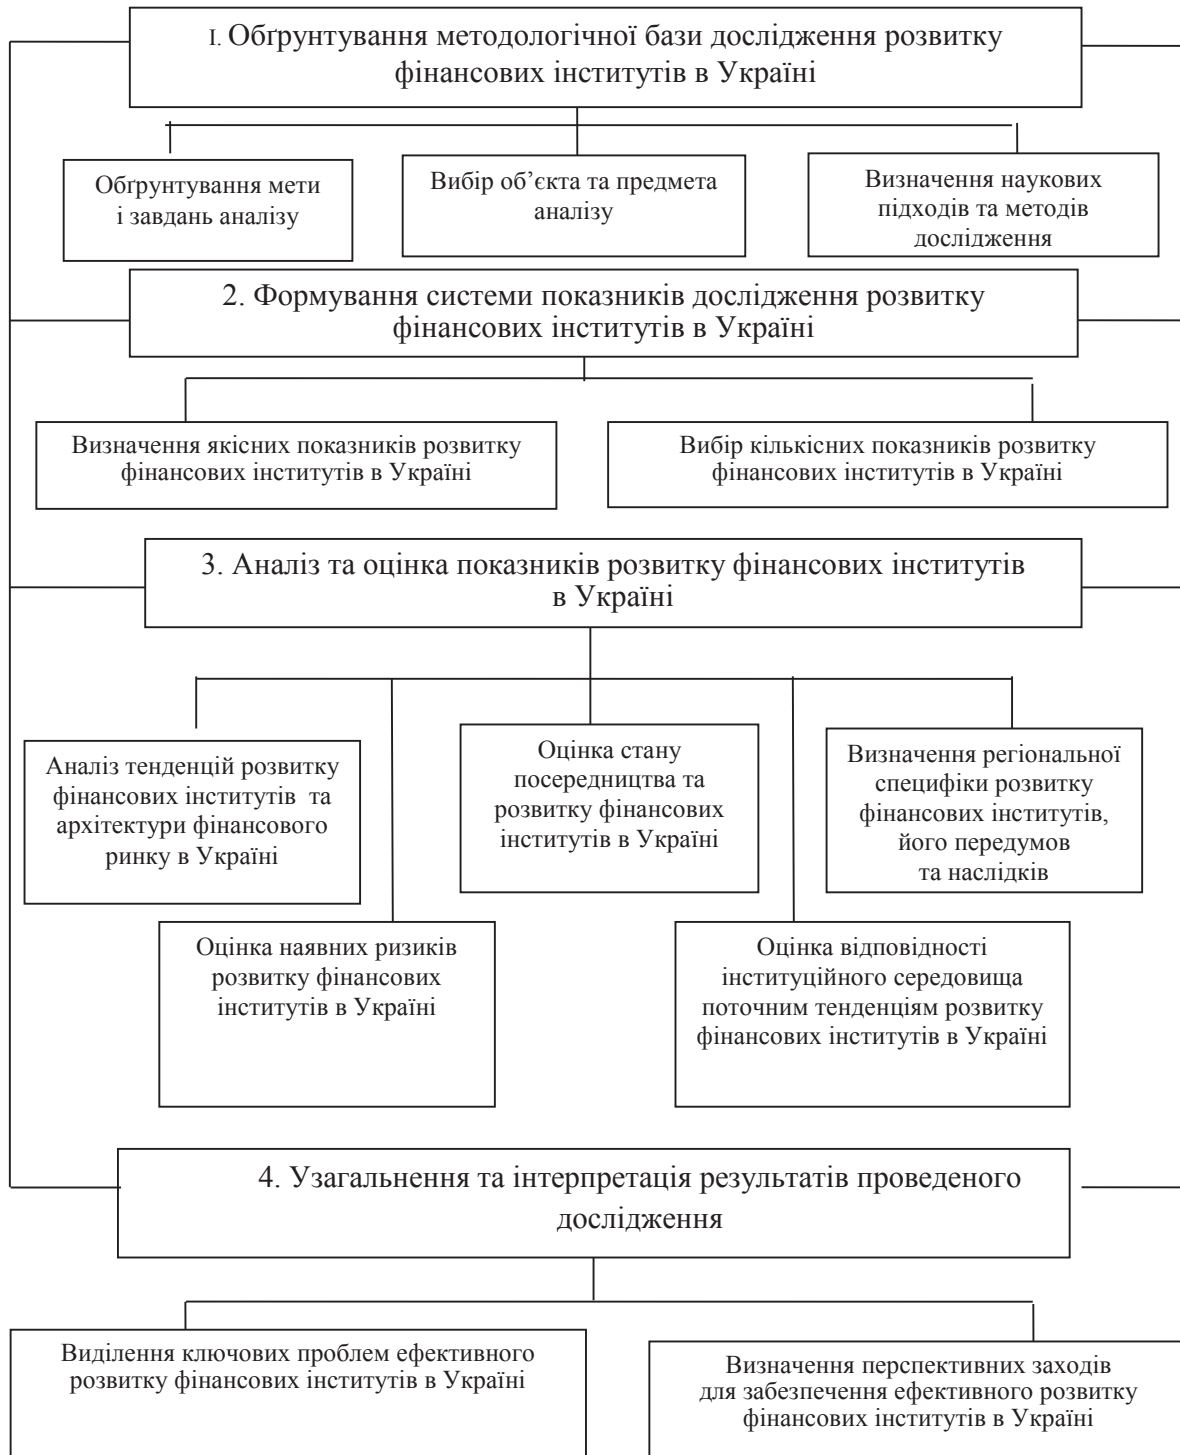 I. Обґрунтування методологічної бази дослідження розвитку
фінансових інститутів в Україні
Обґрунтування мети
і завдань аналізу
Вибір об’єкта та предмета
аналізу
Визначення наукових
підходів та методів
дослідження
2. Формування системи показників дослідження розвитку
фінансових інститутів в Україні
Визначення якісних показників розвитку
фінансових інститутів в Україні
Вибір кількісних показників розвитку
фінансових інститутів в Україні
3. Аналіз та оцінка показників розвитку фінансових інститутів
в Україні
Аналіз тенденцій розвитку
фінансових інститутів та
архітектури фінансового
ринку в Україні
Оцінка стану
посередництва та
розвитку фінансових
інститутів в Україні
Визначення регіональної
специфіки розвитку
фінансових інститутів,
його передумов
та наслідків
Оцінка наявних ризиків
розвитку фінансових
інститутів в Україні
Оцінка відповідності
інституційного середовища
поточним тенденціям розвитку
фінансових інститутів в Україні
4. Узагальнення та інтерпретація результатів проведеного
дослідження
Виділення ключових проблем ефективного
розвитку фінансових інститутів в Україні
Визначення перспективних заходів
для забезпечення ефективного розвитку
фінансових інститутів в Україні